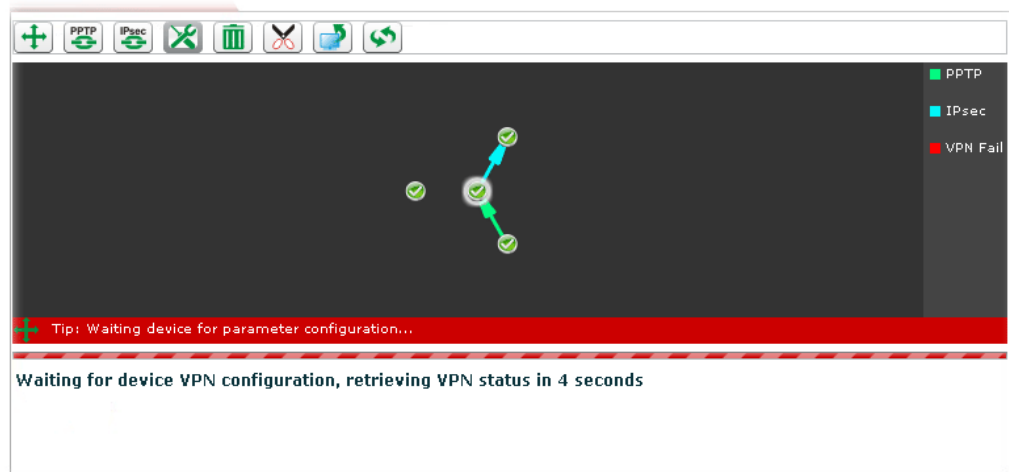 PPTP
IPsec
PPTP
IPsec
VPN Fail
Tip: Waiting device for parameter configuration...
Waiting for device VPN configuration, retrieving VPN status in 4 seconds